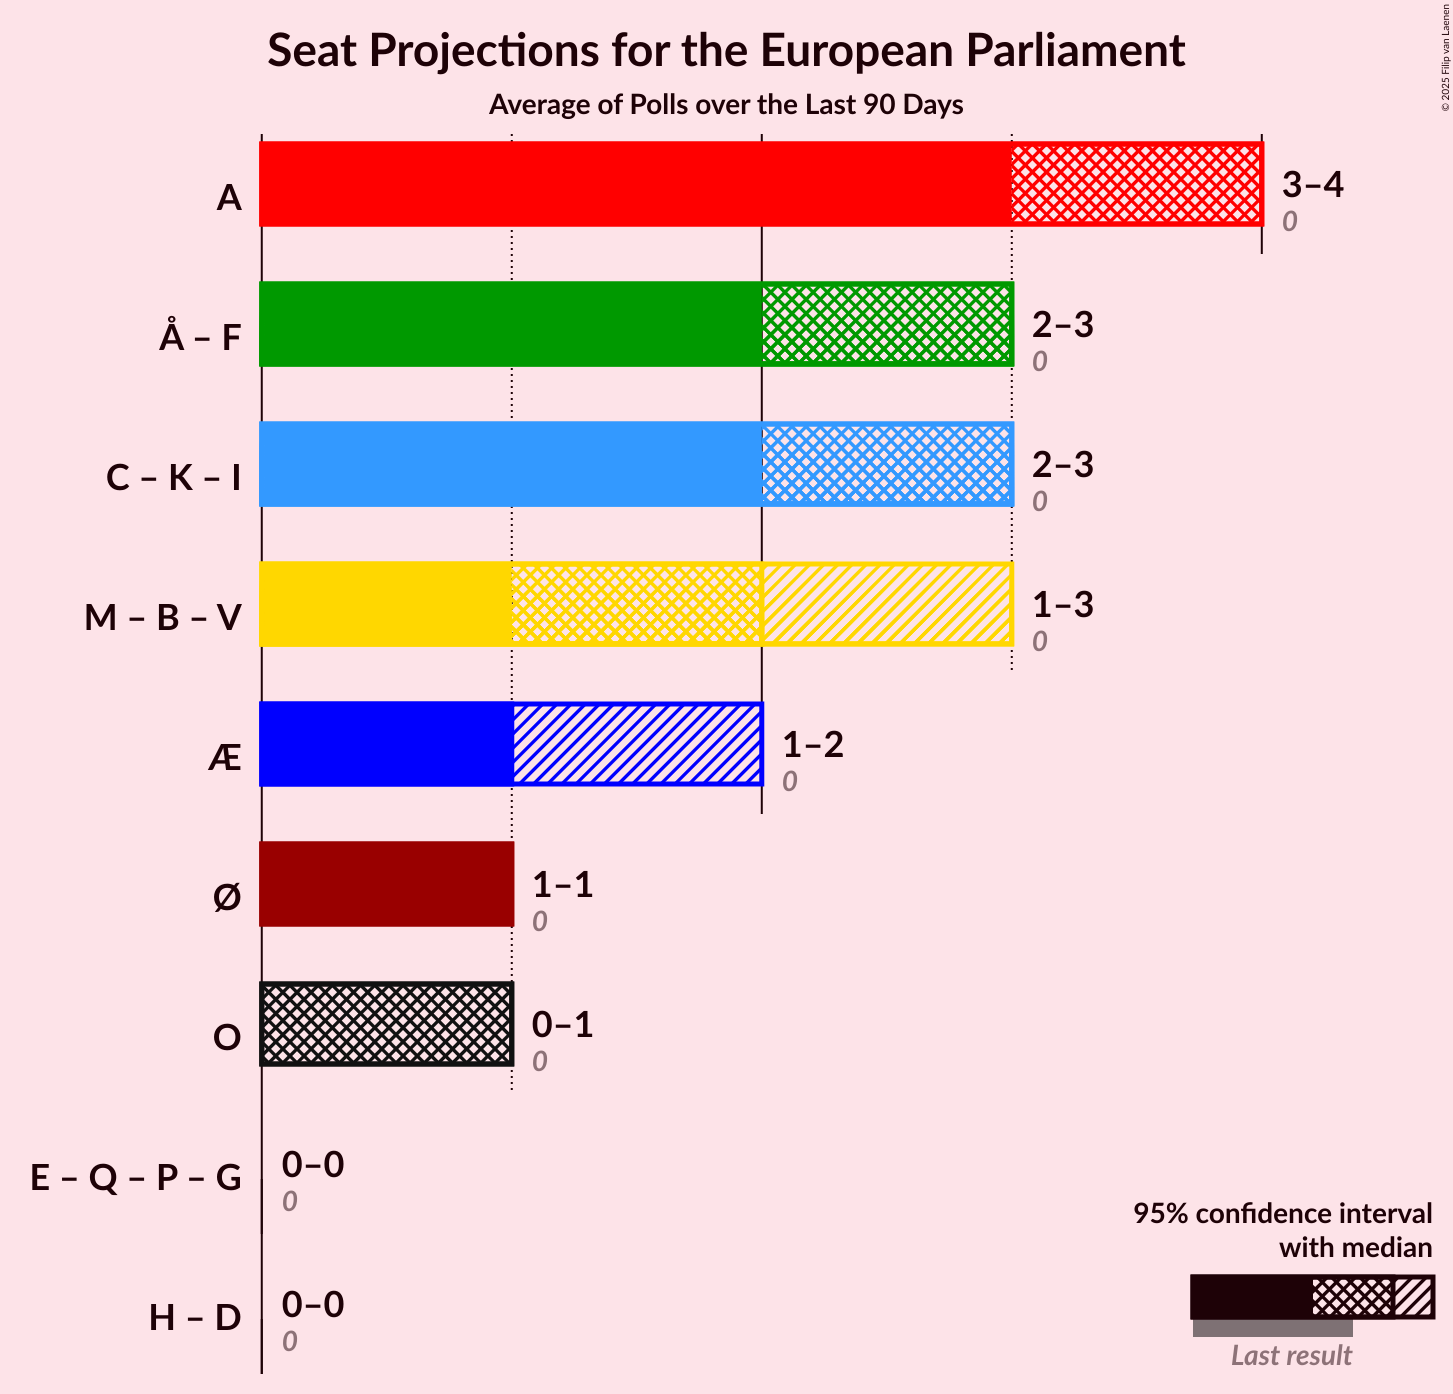 Seat Projections for the European Parliament
Average of Polls over the Last 90 Days
© 2025 Filip van Laenen
A
3–4
0
Å – F
2–3
0
C – K – I
2–3
0
M – B – V
1–3
0
Æ
1–2
0
Ø
1–1
0
O
0–1
0
E – Q – P – G
0–0
0
H – D
0–0
0
95% confidence interval
with median
Last result